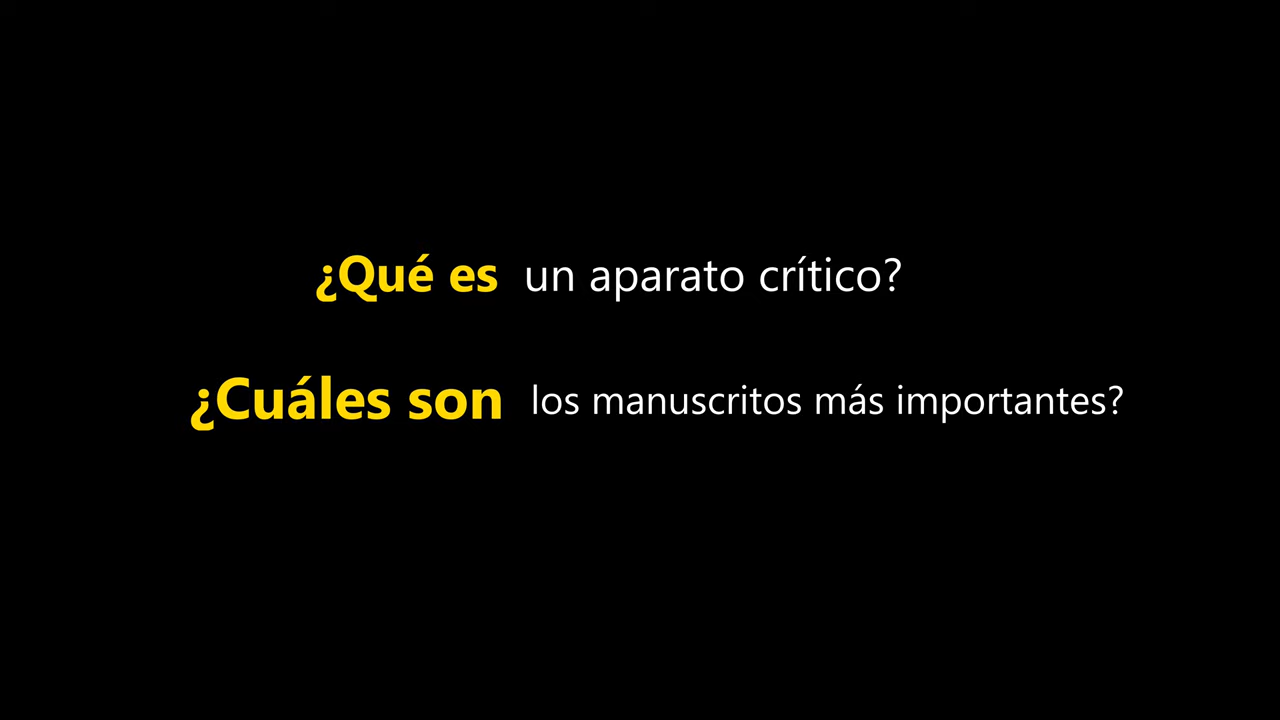 ¿Qué es un aparato crítico?
¿Cuáles son los manuscritos más importantes?